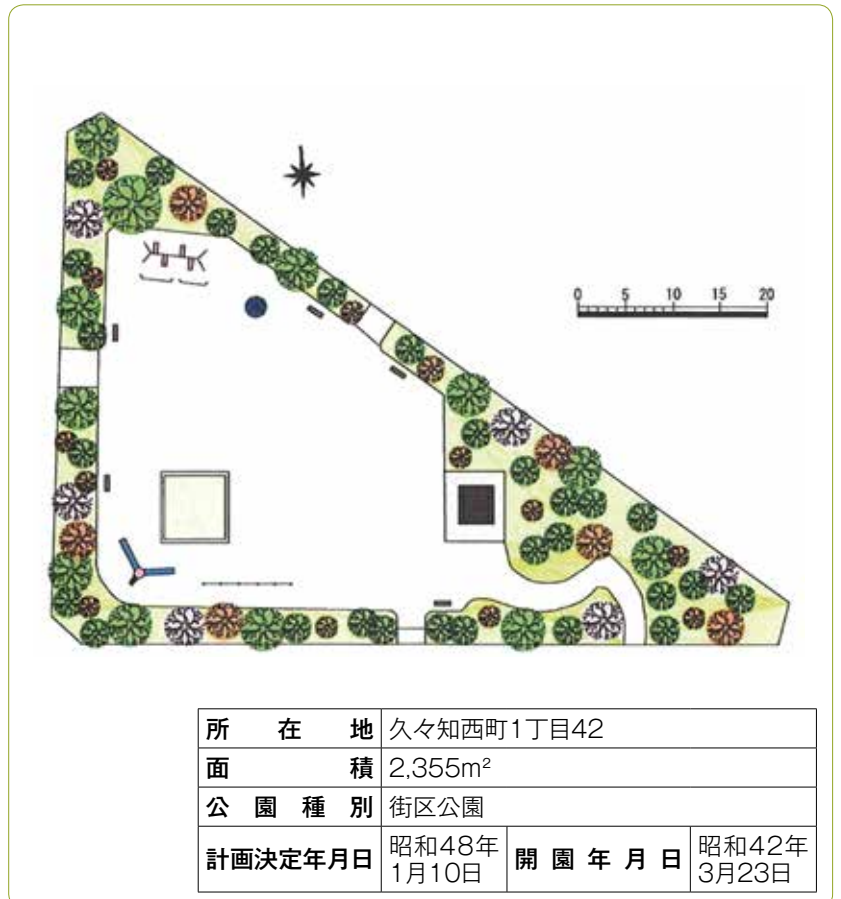 0 5 10 15 20
所在地 久々知西町1丁目42
面積 2,355m²
公園種別 街区公園
計画決定年月日 昭和48年1月10日 開園年月日 昭和42年3月23日